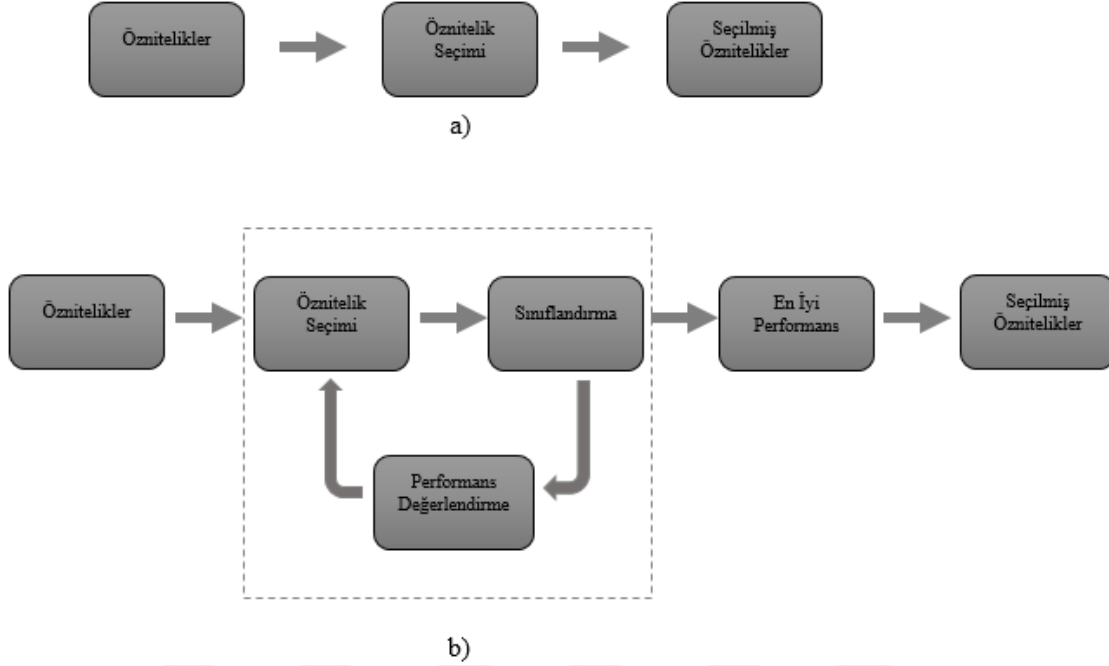 Öznitelikler
Öznitelik
Seçimi
Seçilmiş
Öznitelikler
a)
Öznitelikler
Öznitelik
Seçimi
Sınıflandırma
En İyi
Performans
Seçilmiş
Öznitelikler
Performans
Değerlendirme
b)